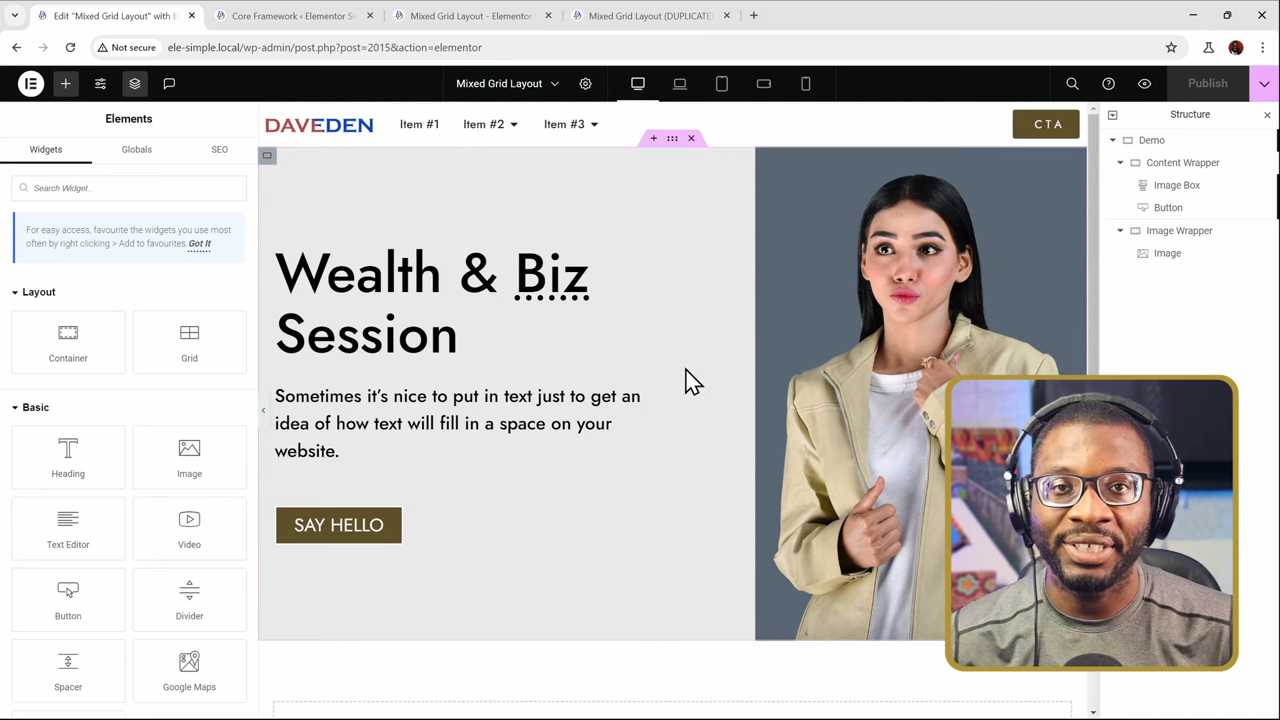 Edit "Mixed Grid Layout" with E
Core Framework ‹ Elementor Si
Mixed Grid Layout - Elementor
Mixed Grid Layout (DUPLICATE)
Not secure
ele-simple.local/wp-admin/post.php?post=2015&action=elementor
Mixed Grid Layout
Publish
Elements
Widgets
Globals
SEO
Search Widget...
For easy access, favourite the widgets you use most
often by right clicking > Add to favourites. Got It
Layout
Container
Grid
Basic
Heading
Image
Text Editor
Video
Button
Divider
Spacer
Google Maps
DAVEDEN
Item #1
Item #2
Item #3
CTA
Wealth & Biz
Session
Sometimes it's nice to put in text just to get an
idea of how text will fill in a space on your
website.
SAY HELLO
Structure
Demo
Content Wrapper
Image Box
Button
Image Wrapper
Image